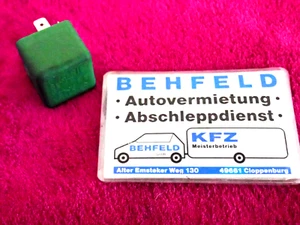 BEHFELD
· Autovermietung ·
· Abschleppdienst ·
BEHFELD
KFZ
Meisterbetrieb
Alter Emsteker Weg 130 49661 Cloppenburg